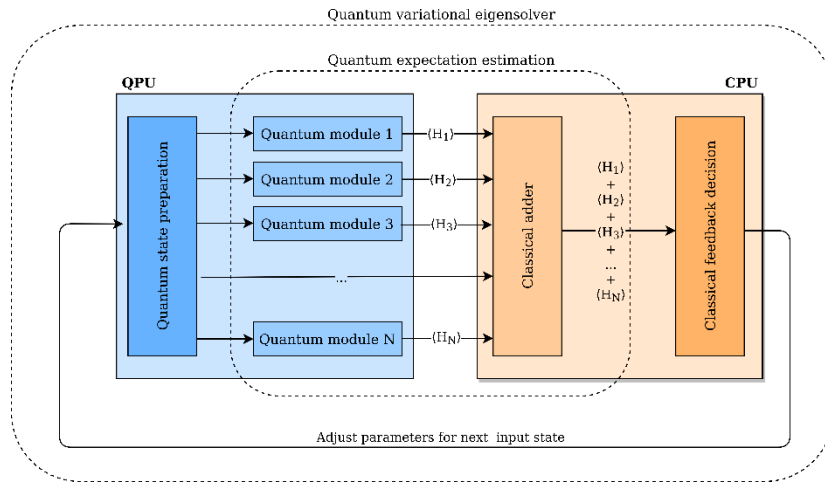 Quantum variational eigensolver
Quantum expectation estimation
QPU
CPU
Quantum state preparation
Quantum module 1
Quantum module 2
Quantum module 3
...
Quantum module N
⟨H₁⟩
⟨H₂⟩
⟨H₃⟩
⟨H_N⟩
Classical adder
⟨H₁⟩
+
⟨H₂⟩
+
⟨H₃⟩
+
...
+
⟨H_N⟩
Classical feedback decision
Adjust parameters for next input state